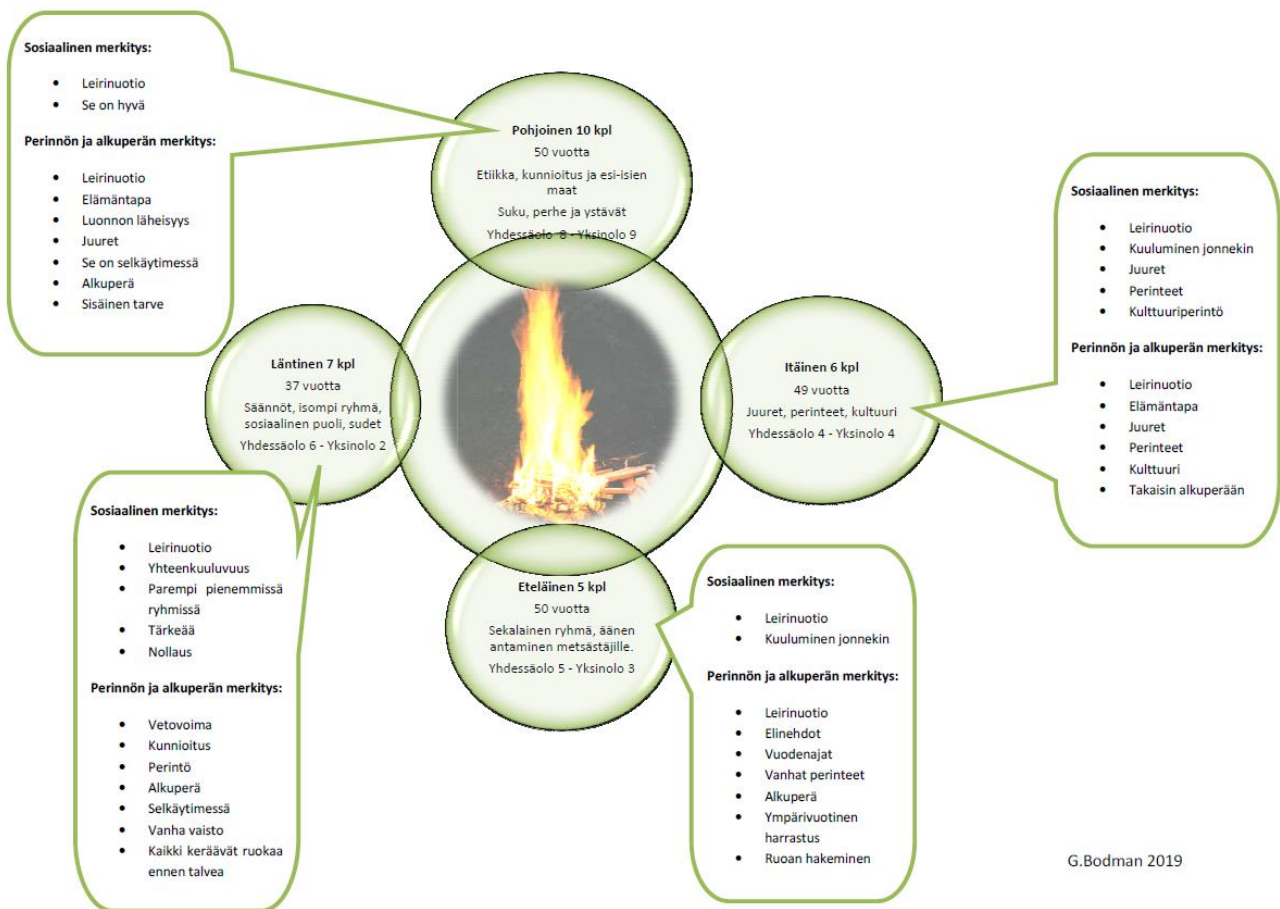 Sosiaalinen merkitys:
• Leirinuotio
• Se on hyvä
Perinnön ja alkuperän merkitys:
• Leirinuotio
• Elämäntapa
• Luonnon läheisyys
• Juuret
• Se on selkäytimessä
• Alkuperä
• Sisäinen tarve
Pohjoinen 10 kpl
50 vuotta
Etiikka, kunnioitus ja esi-isien
maat
Suku, perhe ja ystävät
Yhdessäolo 8 - Yksinolo 9
Sosiaalinen merkitys:
• Leirinuotio
• Kuuluminen jonnekin
• Juuret
• Perinteet
• Kulttuuriperintö
Perinnön ja alkuperän merkitys:
• Leirinuotio
• Elämäntapa
• Juuret
• Perinteet
• Kulttuuri
• Takaisin alkuperään
Läntinen 7 kpl
37 vuotta
Säännöt, isompi ryhmä,
sosiaalinen puoli, sudet
Yhdessäolo 6 - Yksinolo 2
Itäinen 6 kpl
49 vuotta
Juuret, perinteet, kultuuri
Yhdessäolo 4 - Yksinolo 4
Sosiaalinen merkitys:
• Leirinuotio
• Yhteenkuuluvuus
• Parempi pienemmissä
ryhmissä
• Tärkeää
• Nollaus
Perinnön ja alkuperän merkitys:
• Vetovoima
• Kunnioitus
• Perintö
• Alkuperä
• Selkäytimessä
• Vanha vaisto
• Kaikki keräävät ruokaa
ennen talvea
Eteläinen 5 kpl
50 vuotta
Sekalainen ryhmä, äänen
antaminen metsästäjille.
Yhdessäolo 5 - Yksinolo 3
Sosiaalinen merkitys:
• Leirinuotio
• Kuuluminen jonnekin
Perinnön ja alkuperän merkitys:
• Leirinuotio
• Elinehdot
• Vuodenajat
• Vanhat perinteet
• Alkuperä
• Ympärivuotinen
harrastus
• Ruoan hakeminen
G.Bodman 2019